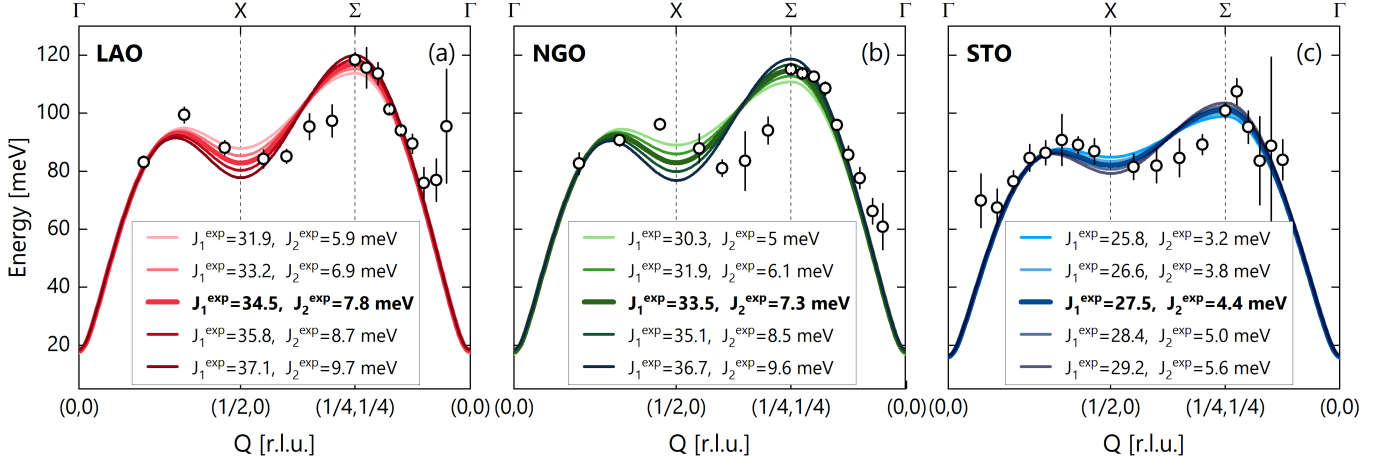 Γ X Σ Γ
LAO (a)
Energy [meV]
120
100
80
60
40
20
J₁ᵉˣᵖ=31.9, J₂ᵉˣᵖ=5.9 meV
J₁ᵉˣᵖ=33.2, J₂ᵉˣᵖ=6.9 meV
J₁ᵉˣᵖ=34.5, J₂ᵉˣᵖ=7.8 meV
J₁ᵉˣᵖ=35.8, J₂ᵉˣᵖ=8.7 meV
J₁ᵉˣᵖ=37.1, J₂ᵉˣᵖ=9.7 meV
(0,0) (1/2,0) (1/4,1/4) (0,0)
Q [r.l.u.]
Γ X Σ Γ
NGO (b)
J₁ᵉˣᵖ=30.3, J₂ᵉˣᵖ=5 meV
J₁ᵉˣᵖ=31.9, J₂ᵉˣᵖ=6.1 meV
J₁ᵉˣᵖ=33.5, J₂ᵉˣᵖ=7.3 meV
J₁ᵉˣᵖ=35.1, J₂ᵉˣᵖ=8.5 meV
J₁ᵉˣᵖ=36.7, J₂ᵉˣᵖ=9.6 meV
(1/2,0) (1/4,1/4) (0,0)
Q [r.l.u.]
Γ X Σ Γ
STO (c)
J₁ᵉˣᵖ=25.8, J₂ᵉˣᵖ=3.2 meV
J₁ᵉˣᵖ=26.6, J₂ᵉˣᵖ=3.8 meV
J₁ᵉˣᵖ=27.5, J₂ᵉˣᵖ=4.4 meV
J₁ᵉˣᵖ=28.4, J₂ᵉˣᵖ=5.0 meV
J₁ᵉˣᵖ=29.2, J₂ᵉˣᵖ=5.6 meV
(1/2,0) (1/4,1/4) (0,0)
Q [r.l.u.]